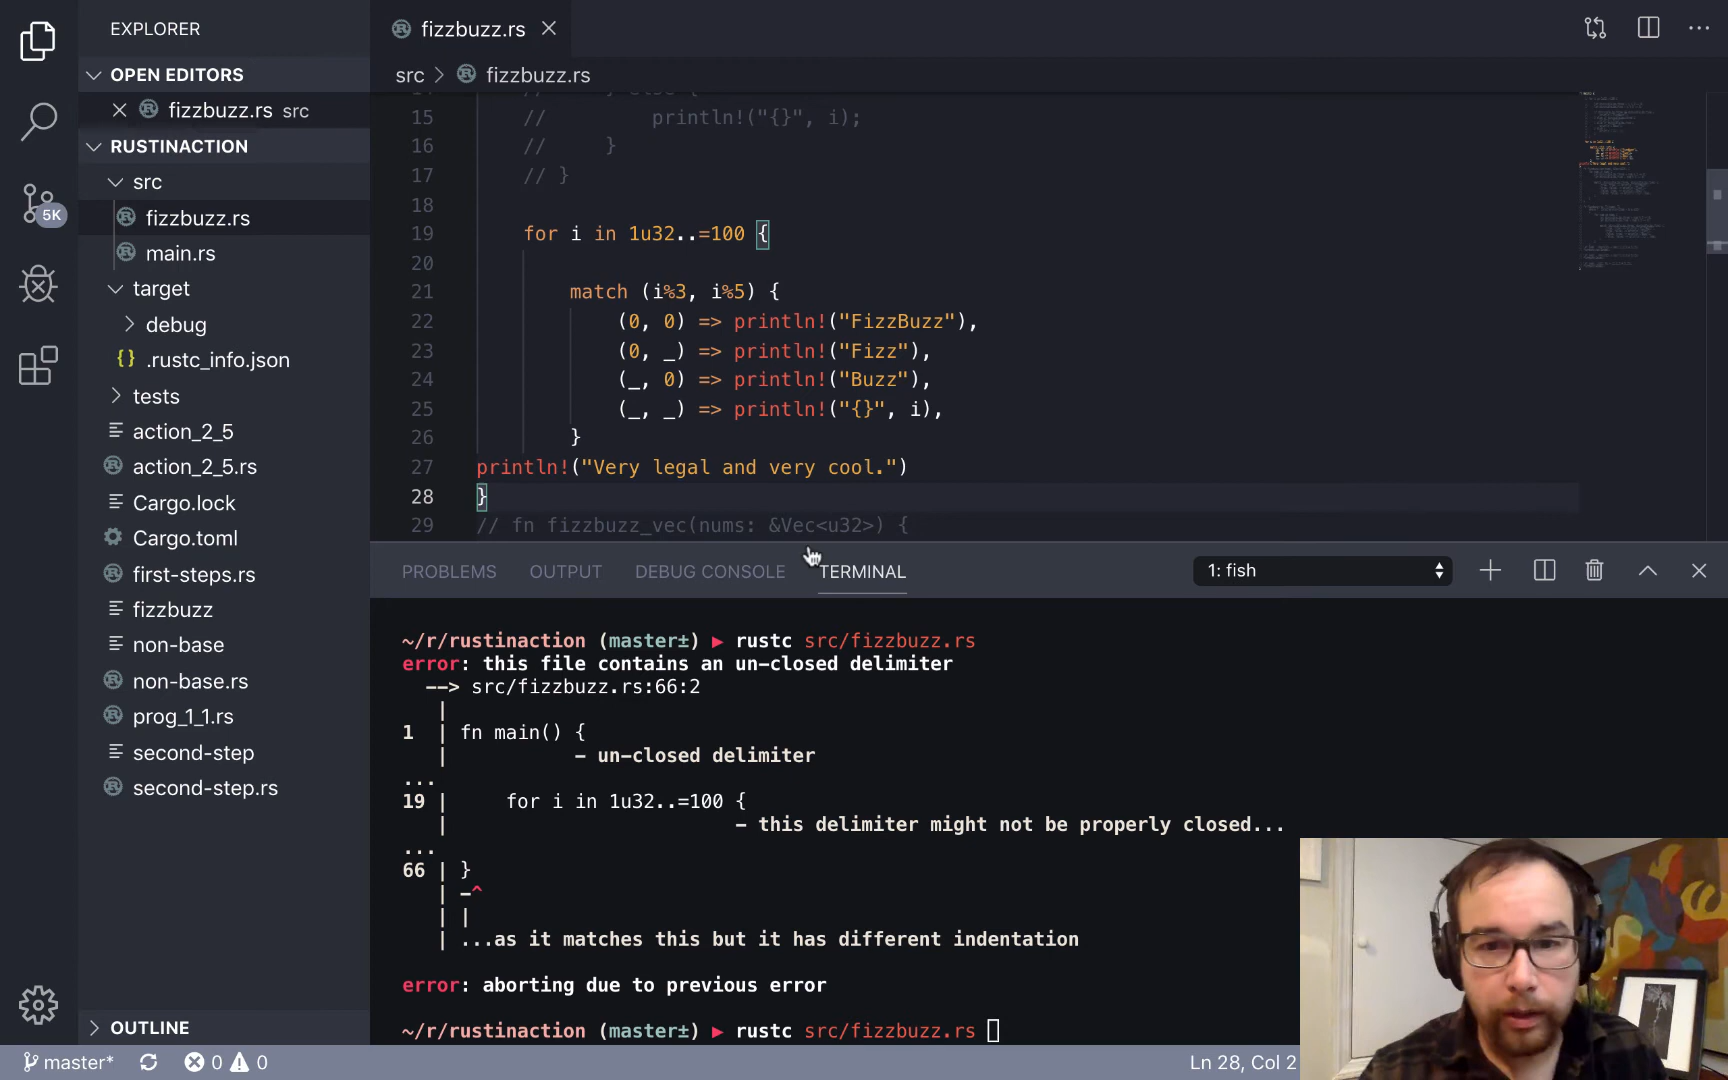 EXPLORER
OPEN EDITORS
fizzbuzz.rs src
RUSTINACTION
src
fizzbuzz.rs
main.rs
target
debug
{} .rustc_info.json
tests
action_2_5
action_2_5.rs
Cargo.lock
Cargo.toml
first-steps.rs
fizzbuzz
non-base
non-base.rs
prog_1_1.rs
second-step
second-step.rs
OUTLINE
5K
master* 0 0
fizzbuzz.rs
src > fizzbuzz.rs
15 // println!("{}", i);
16 // }
17 // }
18
19 for i in 1u32..=100 {
20
21 match (i%3, i%5) {
22 (0, 0) => println!("FizzBuzz"),
23 (0, _) => println!("Fizz"),
24 (_, 0) => println!("Buzz"),
25 (_, _) => println!("{}", i),
26 }
27 println!("Very legal and very cool.")
28 }
29 // fn fizzbuzz_vec(nums: &Vec<u32>) {
PROBLEMS OUTPUT DEBUG CONSOLE TERMINAL 1: fish
~/r/rustinaction (master±) ▶ rustc src/fizzbuzz.rs
error: this file contains an un-closed delimiter
--> src/fizzbuzz.rs:66:2
|
1 | fn main() {
| - un-closed delimiter
...
19 | for i in 1u32..=100 {
| - this delimiter might not be properly closed...
...
66 | }
| -^
| |
| ...as it matches this but it has different indentation
error: aborting due to previous error
~/r/rustinaction (master±) ▶ rustc src/fizzbuzz.rs
Ln 28, Col 2